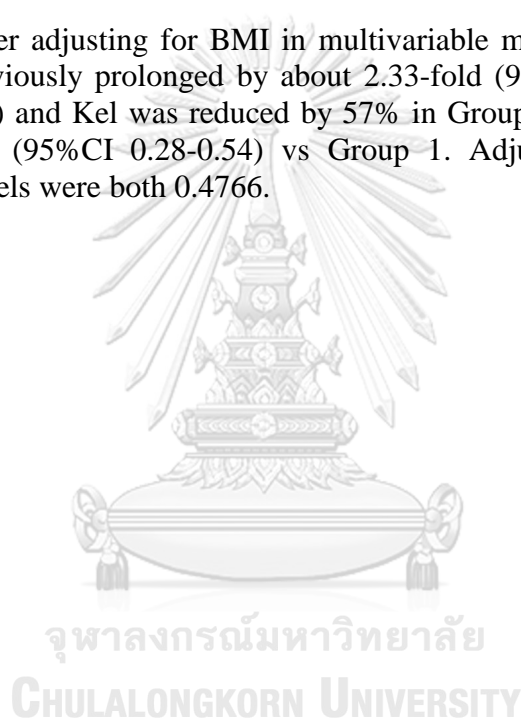 er adjusting for BMI in multivariable m
viously prolonged by about 2.33-fold (9
) and Kel was reduced by 57% in Group
(95%CI 0.28-0.54) vs Group 1. Adju
els were both 0.4766.
จุฬาลงกรณ์มหาวิทยาลัย
CHULALONGKORN UNIVERSITY